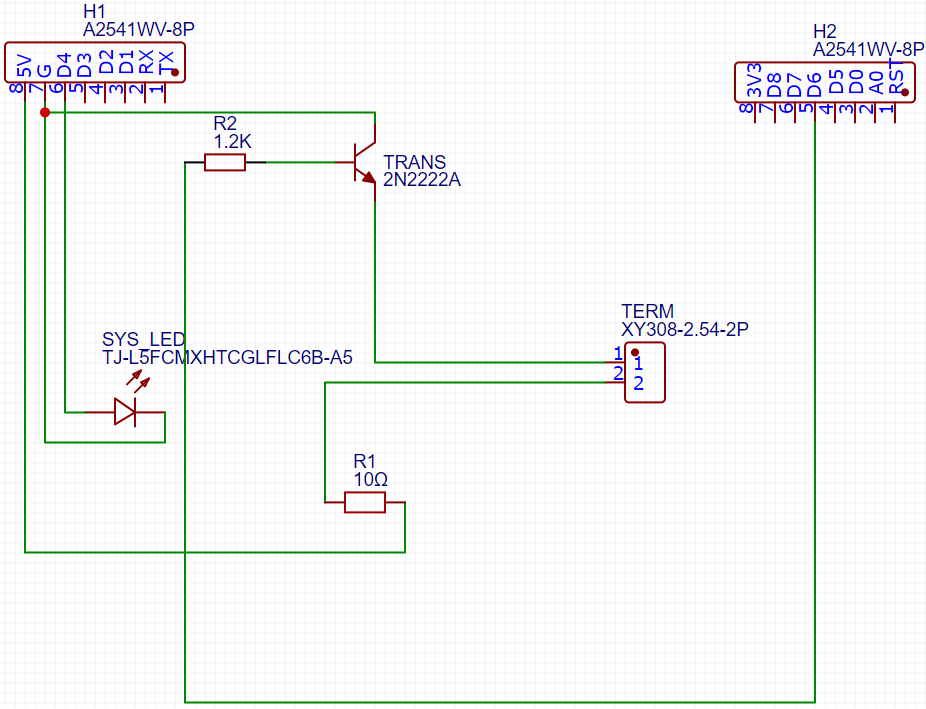 H1
A2541WV-8P
5V
G
D4
D3
D2
D1
RX
TX
8
7
6
5
4
3
2
1
H2
A2541WV-8P
3V3
D8
D7
D6
D5
D0
A0
RST
8
7
6
5
4
3
2
1
R2
1.2K
TRANS
2N2222A
TERM
XY308-2.54-2P
1
1
2
2
SYS_LED
TJ-L5FCMXHTCGLFLC6B-A5
R1
10Ω